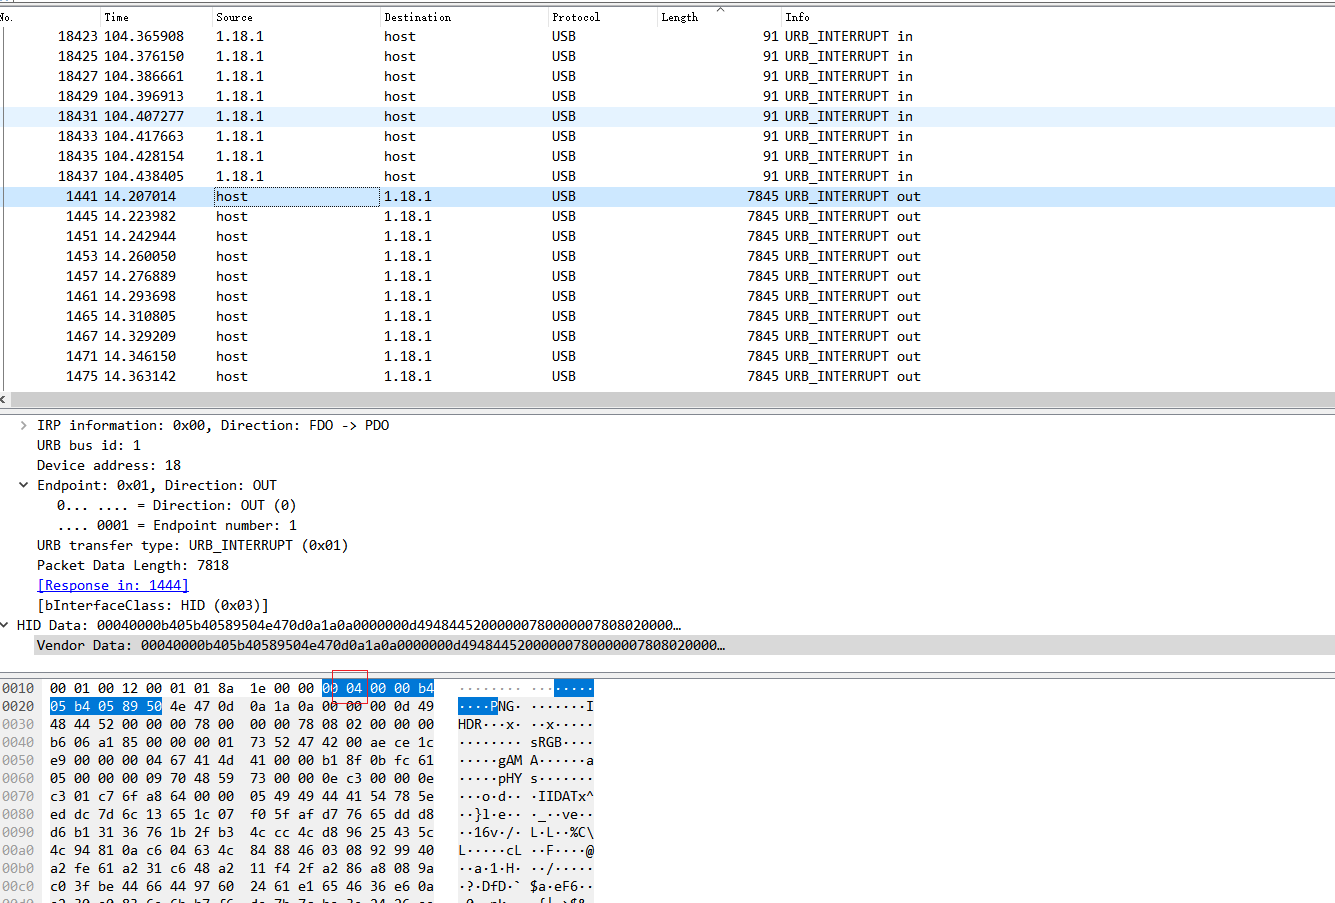 No. Time Source Destination Protocol Length Info
18423 104.365908 1.18.1 host USB 91 URB_INTERRUPT in
18425 104.376150 1.18.1 host USB 91 URB_INTERRUPT in
18427 104.386661 1.18.1 host USB 91 URB_INTERRUPT in
18429 104.396913 1.18.1 host USB 91 URB_INTERRUPT in
18431 104.407277 1.18.1 host USB 91 URB_INTERRUPT in
18433 104.417663 1.18.1 host USB 91 URB_INTERRUPT in
18435 104.428154 1.18.1 host USB 91 URB_INTERRUPT in
18437 104.438405 1.18.1 host USB 91 URB_INTERRUPT in
1441 14.207014 host 1.18.1 USB 7845 URB_INTERRUPT out
1445 14.223982 host 1.18.1 USB 7845 URB_INTERRUPT out
1451 14.242944 host 1.18.1 USB 7845 URB_INTERRUPT out
1453 14.260050 host 1.18.1 USB 7845 URB_INTERRUPT out
1457 14.276889 host 1.18.1 USB 7845 URB_INTERRUPT out
1461 14.293698 host 1.18.1 USB 7845 URB_INTERRUPT out
1465 14.310805 host 1.18.1 USB 7845 URB_INTERRUPT out
1467 14.329209 host 1.18.1 USB 7845 URB_INTERRUPT out
1471 14.346150 host 1.18.1 USB 7845 URB_INTERRUPT out
1475 14.363142 host 1.18.1 USB 7845 URB_INTERRUPT out
IRP information: 0x00, Direction: FDO -> PDO
URB bus id: 1
Device address: 18
Endpoint: 0x01, Direction: OUT
0... .... = Direction: OUT (0)
.... 0001 = Endpoint number: 1
URB transfer type: URB_INTERRUPT (0x01)
Packet Data Length: 7818
[Response in: 1444]
[bInterfaceClass: HID (0x03)]
HID Data: 00040000b405b40589504e470d0a1a0a0000000d494844520000007800000007808020000…
Vendor Data: 00040000b405b40589504e470d0a1a0a0000000d494844520000007800000007808020000…
0010 00 01 00 12 00 01 01 8a 1e 00 00 00 04 00 00 b4 ········ ········
0020 05 b4 05 89 50 4e 47 0d 0a 1a 0a 00 00 00 0d 49 ····PNG· ·······I
0030 48 44 52 00 00 00 78 00 00 00 78 08 02 00 00 00 HDR···x· ··x·····
0040 b6 06 a1 85 00 00 00 01 73 52 47 42 00 ae ce 1c ········ sRGB····
0050 e9 00 00 00 04 67 41 4d 41 00 00 b1 8f 0b fc 61 ·····gAM A······a
0060 05 00 00 00 09 70 48 59 73 00 00 0e c3 00 00 0e ·····pHY s·······
0070 c3 01 c7 6f a8 64 00 00 05 49 49 44 41 54 78 5e ···o·d·· ·IIDATx^
0080 ed dc 7d 6c 13 65 1c 07 f0 5f af d7 76 65 dd d8 ··}l·e·· ·_··ve··
0090 d6 b1 31 36 76 1b 2f b3 4c cc 4c d8 96 25 43 5c ··16v·/· L·L··%C\
00a0 4c 94 81 0a c6 04 63 4c 84 88 46 03 08 92 99 40 L·····cL ··F····@
00b0 a2 fe 61 a2 31 c6 48 a2 11 f4 2f a2 86 a8 08 9a ··a·1·H· ··/·····
00c0 c0 3f be 44 66 44 97 60 24 61 e1 65 46 36 e6 0a ·?·DfD·` $a·eF6··